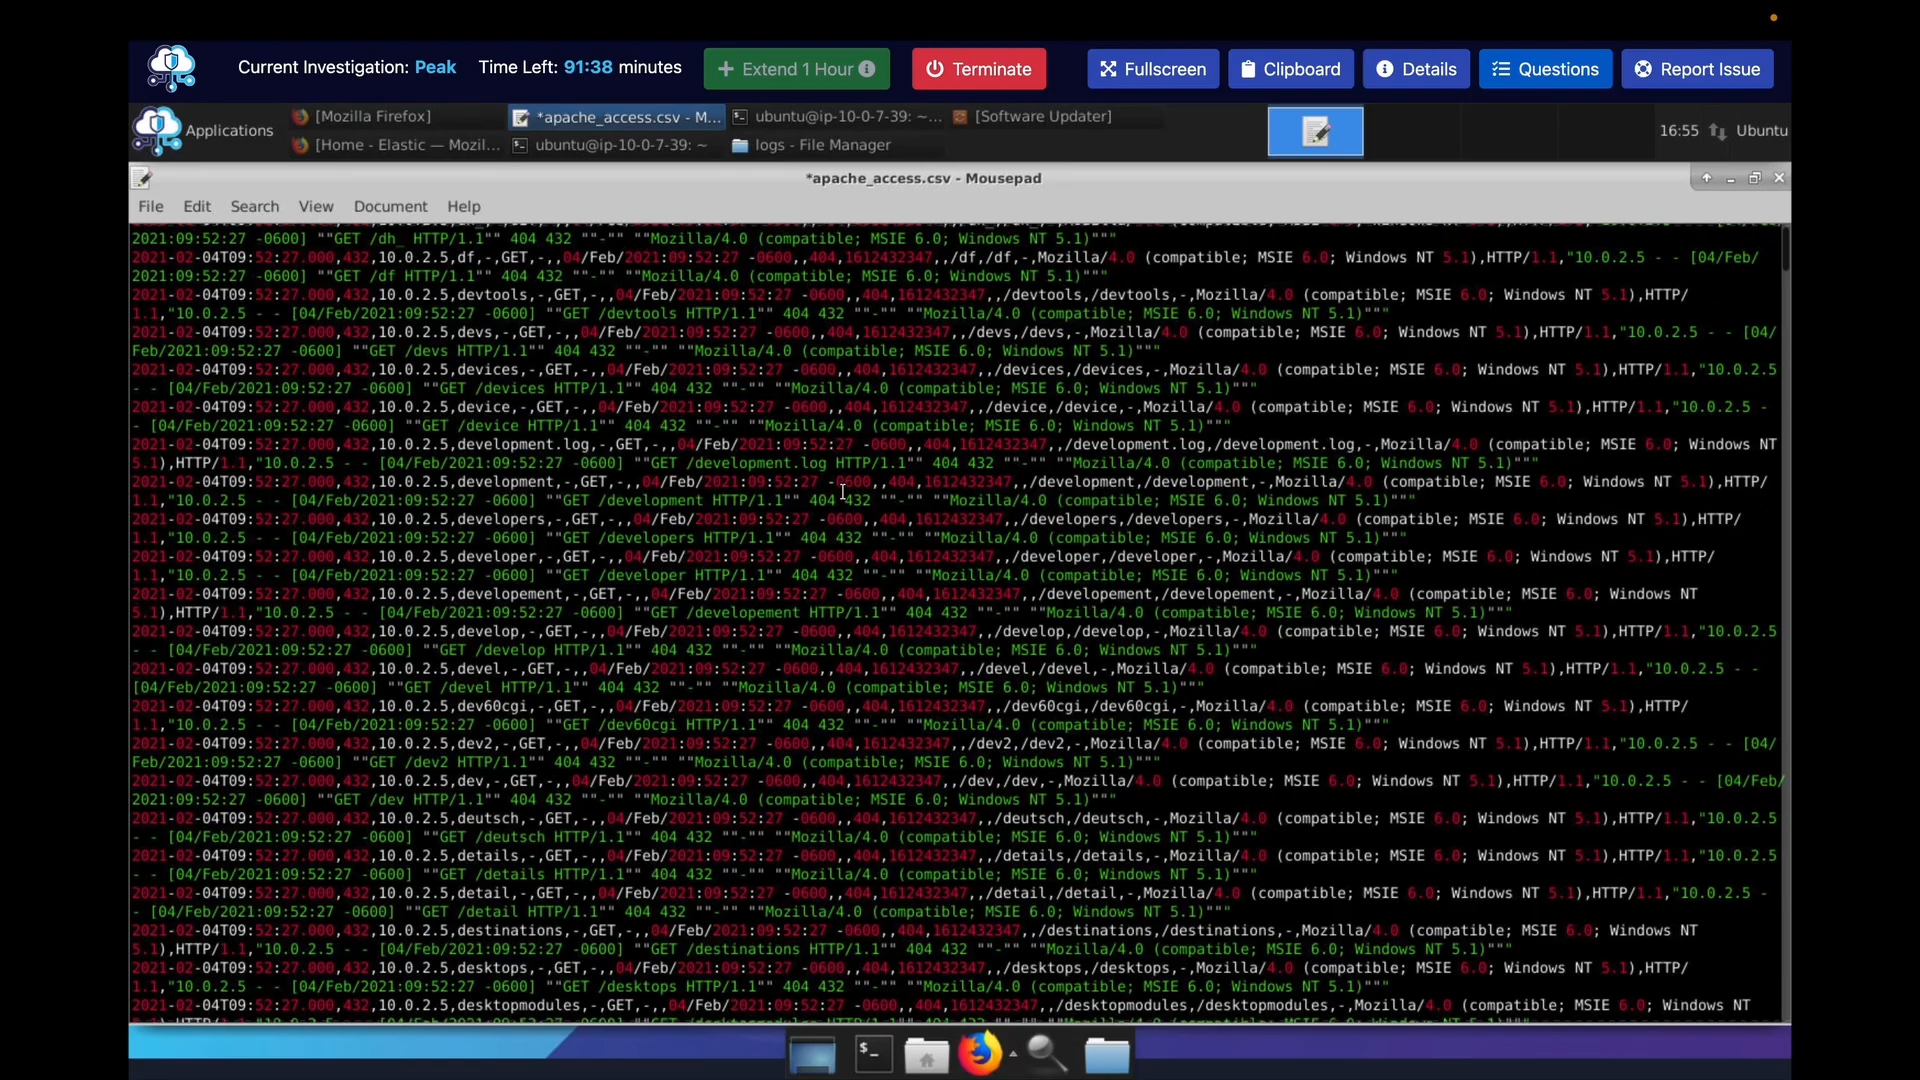 Current Investigation: Peak Time Left: 91:38 minutes + Extend 1 Hour Terminate Fullscreen Clipboard Details Questions Report Issue
Applications [Mozilla Firefox] *apache_access.csv - M... ubuntu@ip-10-0-7-39: ~... [Software Updater] 16:55 Ubuntu
[Home - Elastic — Mozil... ubuntu@ip-10-0-7-39: ~ logs - File Manager
*apache_access.csv - Mousepad
File Edit Search View Document Help
2021:09:52:27 -0600] ""GET /dh_ HTTP/1.1"" 404 432 ""-"" ""Mozilla/4.0 (compatible; MSIE 6.0; Windows NT 5.1)"""
2021-02-04T09:52:27.000,432,10.0.2.5,df,-,GET,-,,04/Feb/2021:09:52:27 -0600,,404,1612432347,,/df,/df,-,Mozilla/4.0 (compatible; MSIE 6.0; Windows NT 5.1),HTTP/1.1,"10.0.2.5 - - [04/Feb/
2021:09:52:27 -0600] ""GET /df HTTP/1.1"" 404 432 ""-"" ""Mozilla/4.0 (compatible; MSIE 6.0; Windows NT 5.1)"""
2021-02-04T09:52:27.000,432,10.0.2.5,devtools,-,GET,-,,04/Feb/2021:09:52:27 -0600,,404,1612432347,,/devtools,/devtools,-,Mozilla/4.0 (compatible; MSIE 6.0; Windows NT 5.1),HTTP/
1.1,"10.0.2.5 - - [04/Feb/2021:09:52:27 -0600] ""GET /devtools HTTP/1.1"" 404 432 ""-"" ""Mozilla/4.0 (compatible; MSIE 6.0; Windows NT 5.1)"""
2021-02-04T09:52:27.000,432,10.0.2.5,devs,-,GET,-,,04/Feb/2021:09:52:27 -0600,,404,1612432347,,/devs,/devs,-,Mozilla/4.0 (compatible; MSIE 6.0; Windows NT 5.1),HTTP/1.1,"10.0.2.5 - - [04/
Feb/2021:09:52:27 -0600] ""GET /devs HTTP/1.1"" 404 432 ""-"" ""Mozilla/4.0 (compatible; MSIE 6.0; Windows NT 5.1)"""
2021-02-04T09:52:27.000,432,10.0.2.5,devices,-,GET,-,,04/Feb/2021:09:52:27 -0600,,404,1612432347,,/devices,/devices,-,Mozilla/4.0 (compatible; MSIE 6.0; Windows NT 5.1),HTTP/1.1,"10.0.2.5
- - [04/Feb/2021:09:52:27 -0600] ""GET /devices HTTP/1.1"" 404 432 ""-"" ""Mozilla/4.0 (compatible; MSIE 6.0; Windows NT 5.1)"""
2021-02-04T09:52:27.000,432,10.0.2.5,device,-,GET,-,,04/Feb/2021:09:52:27 -0600,,404,1612432347,,/device,/device,-,Mozilla/4.0 (compatible; MSIE 6.0; Windows NT 5.1),HTTP/1.1,"10.0.2.5 -
- [04/Feb/2021:09:52:27 -0600] ""GET /device HTTP/1.1"" 404 432 ""-"" ""Mozilla/4.0 (compatible; MSIE 6.0; Windows NT 5.1)"""
2021-02-04T09:52:27.000,432,10.0.2.5,development.log,-,GET,-,,04/Feb/2021:09:52:27 -0600,,404,1612432347,,/development.log,/development.log,-,Mozilla/4.0 (compatible; MSIE 6.0; Windows NT
5.1),HTTP/1.1,"10.0.2.5 - - [04/Feb/2021:09:52:27 -0600] ""GET /development.log HTTP/1.1"" 404 432 ""-"" ""Mozilla/4.0 (compatible; MSIE 6.0; Windows NT 5.1)"""
2021-02-04T09:52:27.000,432,10.0.2.5,development,-,GET,-,,04/Feb/2021:09:52:27 -0600,,404,1612432347,,/development,/development,-,Mozilla/4.0 (compatible; MSIE 6.0; Windows NT 5.1),HTTP/
1.1,"10.0.2.5 - - [04/Feb/2021:09:52:27 -0600] ""GET /development HTTP/1.1"" 404 432 ""-"" ""Mozilla/4.0 (compatible; MSIE 6.0; Windows NT 5.1)"""
2021-02-04T09:52:27.000,432,10.0.2.5,developers,-,GET,-,,04/Feb/2021:09:52:27 -0600,,404,1612432347,,/developers,/developers,-,Mozilla/4.0 (compatible; MSIE 6.0; Windows NT 5.1),HTTP/
1.1,"10.0.2.5 - - [04/Feb/2021:09:52:27 -0600] ""GET /developers HTTP/1.1"" 404 432 ""-"" ""Mozilla/4.0 (compatible; MSIE 6.0; Windows NT 5.1)"""
2021-02-04T09:52:27.000,432,10.0.2.5,developer,-,GET,-,,04/Feb/2021:09:52:27 -0600,,404,1612432347,,/developer,/developer,-,Mozilla/4.0 (compatible; MSIE 6.0; Windows NT 5.1),HTTP/
1.1,"10.0.2.5 - - [04/Feb/2021:09:52:27 -0600] ""GET /developer HTTP/1.1"" 404 432 ""-"" ""Mozilla/4.0 (compatible; MSIE 6.0; Windows NT 5.1)"""
2021-02-04T09:52:27.000,432,10.0.2.5,developement,-,GET,-,,04/Feb/2021:09:52:27 -0600,,404,1612432347,,/developement,/developement,-,Mozilla/4.0 (compatible; MSIE 6.0; Windows NT
5.1),HTTP/1.1,"10.0.2.5 - - [04/Feb/2021:09:52:27 -0600] ""GET /developement HTTP/1.1"" 404 432 ""-"" ""Mozilla/4.0 (compatible; MSIE 6.0; Windows NT 5.1)"""
2021-02-04T09:52:27.000,432,10.0.2.5,develop,-,GET,-,,04/Feb/2021:09:52:27 -0600,,404,1612432347,,/develop,/develop,-,Mozilla/4.0 (compatible; MSIE 6.0; Windows NT 5.1),HTTP/1.1,"10.0.2.5
- - [04/Feb/2021:09:52:27 -0600] ""GET /develop HTTP/1.1"" 404 432 ""-"" ""Mozilla/4.0 (compatible; MSIE 6.0; Windows NT 5.1)"""
2021-02-04T09:52:27.000,432,10.0.2.5,devel,-,GET,-,,04/Feb/2021:09:52:27 -0600,,404,1612432347,,/devel,/devel,-,Mozilla/4.0 (compatible; MSIE 6.0; Windows NT 5.1),HTTP/1.1,"10.0.2.5 - -
[04/Feb/2021:09:52:27 -0600] ""GET /devel HTTP/1.1"" 404 432 ""-"" ""Mozilla/4.0 (compatible; MSIE 6.0; Windows NT 5.1)"""
2021-02-04T09:52:27.000,432,10.0.2.5,dev60cgi,-,GET,-,,04/Feb/2021:09:52:27 -0600,,404,1612432347,,/dev60cgi,/dev60cgi,-,Mozilla/4.0 (compatible; MSIE 6.0; Windows NT 5.1),HTTP/
1.1,"10.0.2.5 - - [04/Feb/2021:09:52:27 -0600] ""GET /dev60cgi HTTP/1.1"" 404 432 ""-"" ""Mozilla/4.0 (compatible; MSIE 6.0; Windows NT 5.1)"""
2021-02-04T09:52:27.000,432,10.0.2.5,dev2,-,GET,-,,04/Feb/2021:09:52:27 -0600,,404,1612432347,,/dev2,/dev2,-,Mozilla/4.0 (compatible; MSIE 6.0; Windows NT 5.1),HTTP/1.1,"10.0.2.5 - - [04/
Feb/2021:09:52:27 -0600] ""GET /dev2 HTTP/1.1"" 404 432 ""-"" ""Mozilla/4.0 (compatible; MSIE 6.0; Windows NT 5.1)"""
2021-02-04T09:52:27.000,432,10.0.2.5,dev,-,GET,-,,04/Feb/2021:09:52:27 -0600,,404,1612432347,,/dev,/dev,-,Mozilla/4.0 (compatible; MSIE 6.0; Windows NT 5.1),HTTP/1.1,"10.0.2.5 - - [04/Feb/
2021:09:52:27 -0600] ""GET /dev HTTP/1.1"" 404 432 ""-"" ""Mozilla/4.0 (compatible; MSIE 6.0; Windows NT 5.1)"""
2021-02-04T09:52:27.000,432,10.0.2.5,deutsch,-,GET,-,,04/Feb/2021:09:52:27 -0600,,404,1612432347,,/deutsch,/deutsch,-,Mozilla/4.0 (compatible; MSIE 6.0; Windows NT 5.1),HTTP/1.1,"10.0.2.5
- - [04/Feb/2021:09:52:27 -0600] ""GET /deutsch HTTP/1.1"" 404 432 ""-"" ""Mozilla/4.0 (compatible; MSIE 6.0; Windows NT 5.1)"""
2021-02-04T09:52:27.000,432,10.0.2.5,details,-,GET,-,,04/Feb/2021:09:52:27 -0600,,404,1612432347,,/details,/details,-,Mozilla/4.0 (compatible; MSIE 6.0; Windows NT 5.1),HTTP/1.1,"10.0.2.5
- - [04/Feb/2021:09:52:27 -0600] ""GET /details HTTP/1.1"" 404 432 ""-"" ""Mozilla/4.0 (compatible; MSIE 6.0; Windows NT 5.1)"""
2021-02-04T09:52:27.000,432,10.0.2.5,detail,-,GET,-,,04/Feb/2021:09:52:27 -0600,,404,1612432347,,/detail,/detail,-,Mozilla/4.0 (compatible; MSIE 6.0; Windows NT 5.1),HTTP/1.1,"10.0.2.5 -
- [04/Feb/2021:09:52:27 -0600] ""GET /detail HTTP/1.1"" 404 432 ""-"" ""Mozilla/4.0 (compatible; MSIE 6.0; Windows NT 5.1)"""
2021-02-04T09:52:27.000,432,10.0.2.5,destinations,-,GET,-,,04/Feb/2021:09:52:27 -0600,,404,1612432347,,/destinations,/destinations,-,Mozilla/4.0 (compatible; MSIE 6.0; Windows NT
5.1),HTTP/1.1,"10.0.2.5 - - [04/Feb/2021:09:52:27 -0600] ""GET /destinations HTTP/1.1"" 404 432 ""-"" ""Mozilla/4.0 (compatible; MSIE 6.0; Windows NT 5.1)"""
2021-02-04T09:52:27.000,432,10.0.2.5,desktops,-,GET,-,,04/Feb/2021:09:52:27 -0600,,404,1612432347,,/desktops,/desktops,-,Mozilla/4.0 (compatible; MSIE 6.0; Windows NT 5.1),HTTP/
1.1,"10.0.2.5 - - [04/Feb/2021:09:52:27 -0600] ""GET /desktops HTTP/1.1"" 404 432 ""-"" ""Mozilla/4.0 (compatible; MSIE 6.0; Windows NT 5.1)"""
2021-02-04T09:52:27.000,432,10.0.2.5,desktopmodules,-,GET,-,,04/Feb/2021:09:52:27 -0600,,404,1612432347,,/desktopmodules,/desktopmodules,-,Mozilla/4.0 (compatible; MSIE 6.0; Windows NT